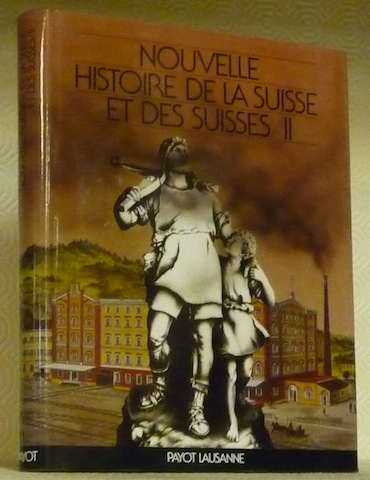 NOUVELLE
HISTOIRE DE LA SUISSE
ET DES SUISSES II
PAYOT LAUSANNE